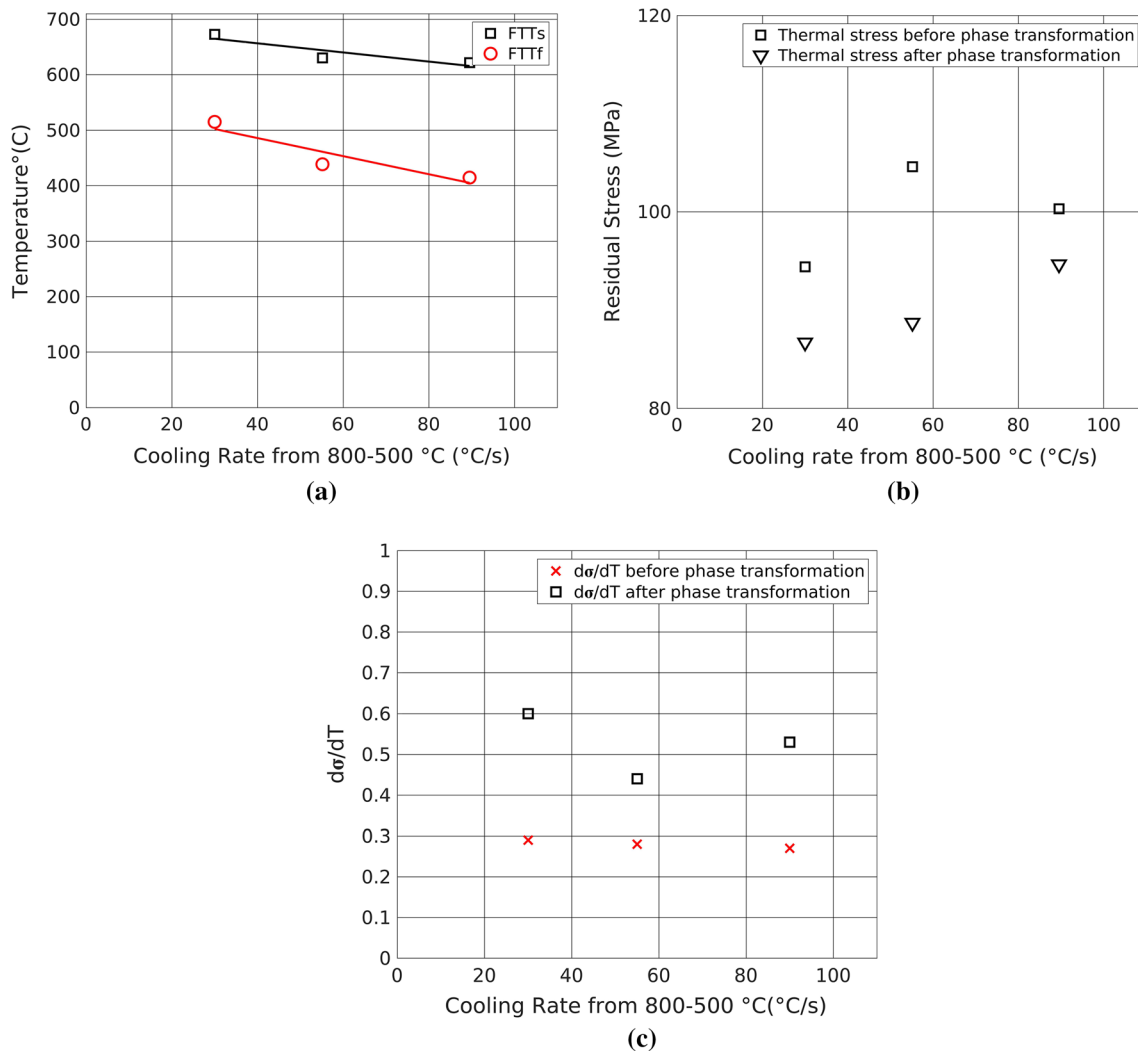 700
600
500
400
300
200
100
0
0
20
40
60
80
100
Temperature°(C)
Cooling Rate from 800-500 °C (°C/s)
FTTs
FTTf
(a)
120
100
80
0
20
40
60
80
100
Residual Stress (MPa)
Cooling rate from 800-500 °C (°C/s)
Thermal stress before phase transformation
Thermal stress after phase transformation
(b)
1
0.9
0.8
0.7
0.6
0.5
0.4
0.3
0.2
0.1
0
0
20
40
60
80
100
dσ/dT
Cooling Rate from 800-500 °C(°C/s)
dσ/dT before phase transformation
dσ/dT after phase transformation
(c)